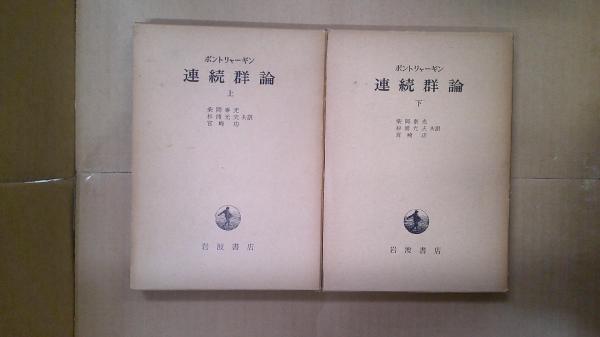 ポントリャーギン
連続群論
上
柴岡泰光
杉浦光夫訳
宮崎功
岩波書店
ポントリャーギン
連続群論
下
柴岡泰光
杉浦光夫訳
宮崎功
岩波書店